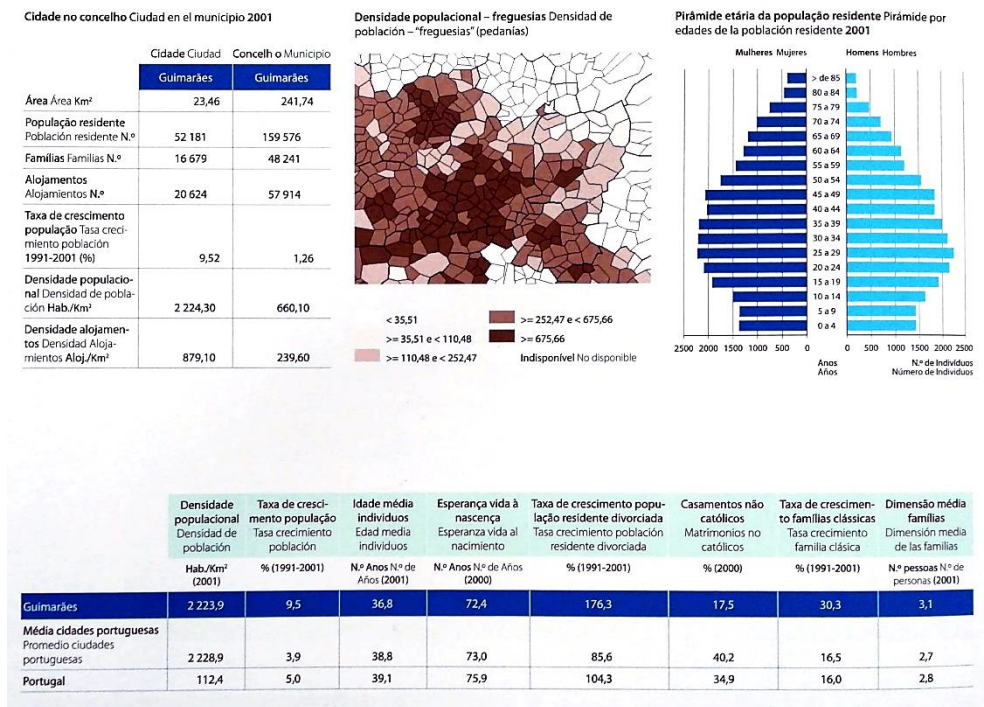 Cidade no concelho Ciudad en el municipio 2001
Cidade Ciudad Concelho Municipio
Guimarães Guimarães
Área Área Km² 23,46 241,74
População residente
Población residente N.º 52 181 159 576
Famílias Familias N.º 16 679 48 241
Alojamentos
Alojamientos N.º 20 624 57 914
Taxa de crescimento
população Tasa creci-
miento población
1991-2001 (%) 9,52 1,26
Densidade populacio-
nal Densidad de pobla-
ción Hab./Km² 2 224,30 660,10
Densidade alojamen-
tos Densidad Aloja-
mientos Aloj./Km² 879,10 239,60
Densidade populacional – freguesias Densidad de
población – "freguesias" (pedanías)
< 35,51 >= 252,47 e < 675,66
>= 35,51 e < 110,48 >= 675,66
>= 110,48 e < 252,47 Indisponível No disponible
Pirâmide etária da população residente Pirámide por
edades de la población residente 2001
Mulheres Mujeres Homens Hombres
> de 85
80 a 84
75 a 79
70 a 74
65 a 69
60 a 64
55 a 59
50 a 54
45 a 49
40 a 44
35 a 39
30 a 34
25 a 29
20 a 24
15 a 19
10 a 14
5 a 9
0 a 4
2500 2000 1500 1000 500 0 0 500 1000 1500 2000 2500
Anos N.º de Indivíduos
Años Número de Individuos
Densidade Taxa de cresci- Idade média Esperança vida à Taxa de crescimento popu- Casamentos não Taxa de crescimen- Dimensão média
populacional mento população individuos nascença lação residente divorciada católicos to famílias clássicas famílias
Densidad de Tasa crecimiento Edad media Esperanza vida al Tasa crecimiento población Matrimonios no Tasa crecimiento Dimensión media
población población individuos nacimiento residente divorciada católicos familia clásica de las familias
Hab./Km² % (1991-2001) N.º Anos N.º de N.º Anos N.º de Años % (1991-2001) % (2000) % (1991-2001) N.º pessoas N.º de
(2001) Años (2001) (2000) personas (2001)
Guimarães 2 223,9 9,5 36,8 72,4 176,3 17,5 30,3 3,1
Média cidades portuguesas
Promedio ciudades
portuguesas 2 228,9 3,9 38,8 73,0 85,6 40,2 16,5 2,7
Portugal 112,4 5,0 39,1 75,9 104,3 34,9 16,0 2,8